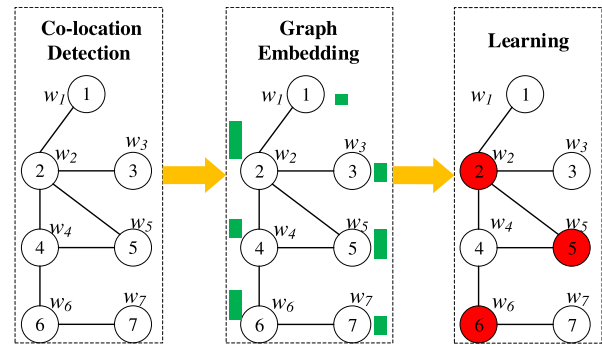 Co-location
Detection
w1 1
w3
2 w2 3
w4 w5
4 5
w6 w7
6 7
Graph
Embedding
w1 1
w3
2 w2 3
w4 w5
4 5
w6 w7
6 7
Learning
w1 1
w3
2 w2 3
w4 w5
4 5
w6 w7
6 7